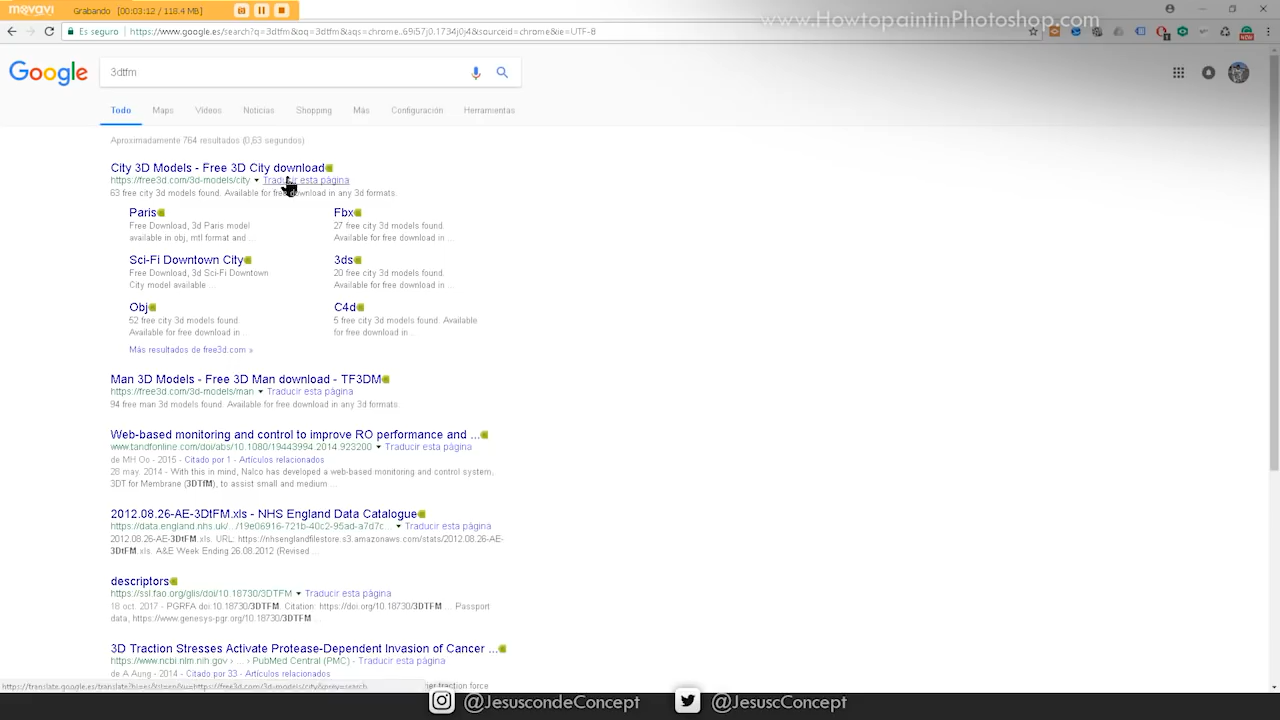 movavi Grabando [00:03:12 / 118.4 MB]
www.HowtopaintinPhotoshop.com
Es seguro https://www.google.es/search?q=3dtfm&oq=3dtfm&aqs=chrome..69i57j0.1734j0j4&sourceid=chrome&ie=UTF-8
Google 3dtfm
Todo Maps Vídeos Noticias Shopping Más Configuración Herramientas
Aproximadamente 764 resultados (0,63 segundos)
City 3D Models - Free 3D City download
https://free3d.com/3d-models/city Traducir esta página
63 free city 3d models found. Available for free download in any 3d formats.
Paris
Free Download, 3d Paris model
available in obj, mtl format and ...
Fbx
27 free city 3d models found.
Available for free download in ...
Sci-Fi Downtown City
Free Download, 3d Sci-Fi Downtown
City model available ...
3ds
20 free city 3d models found.
Available for free download in ...
Obj
52 free city 3d models found.
Available for free download in ...
C4d
5 free city 3d models found. Available
for free download in ...
Más resultados de free3d.com »
Man 3D Models - Free 3D Man download - TF3DM
https://free3d.com/3d-models/man Traducir esta página
94 free man 3d models found. Available for free download in any 3d formats.
Web-based monitoring and control to improve RO performance and ...
www.tandfonline.com/doi/abs/10.1080/19443994.2014.923200 Traducir esta página
de MH Oo - 2015 - Citado por 1 - Artículos relacionados
28 may. 2014 - With this in mind, Nalco has developed a web-based monitoring and control system,
3DT for Membrane (3DTfM), to assist small and medium ...
2012.08.26-AE-3DtFM.xls - NHS England Data Catalogue
https://data.england.nhs.uk/.../19e06916-721b-40c2-95ad-a7d7c... Traducir esta página
2012.08.26-AE-3DtFM.xls. URL: https://nhsenglandfilestore.s3.amazonaws.com/stats/2012.08.26-AE-
3DtFM.xls. A&E Week Ending 26.08.2012 (Revised ...
descriptors
https://ssl.fao.org/glis/doi/10.18730/3DTFM Traducir esta página
18 oct. 2017 - PGRFA doi:10.18730/3DTFM. Citation: https://doi.org/10.18730/3DTFM ... Passport
data, https://www.genesys-pgr.org/10.18730/3DTFM ...
3D Traction Stresses Activate Protease-Dependent Invasion of Cancer ...
https://www.ncbi.nlm.nih.gov › ... › PubMed Central (PMC) - Traducir esta página
de A Aung - 2014 - Citado por 33 - Artículos relacionados
https://translate.google.es/translate?hl=es&sl=en&u=https://free3d.com/3d-models/city&prev=search
her traction force
@JesuscondeConcept @JesuscConcept